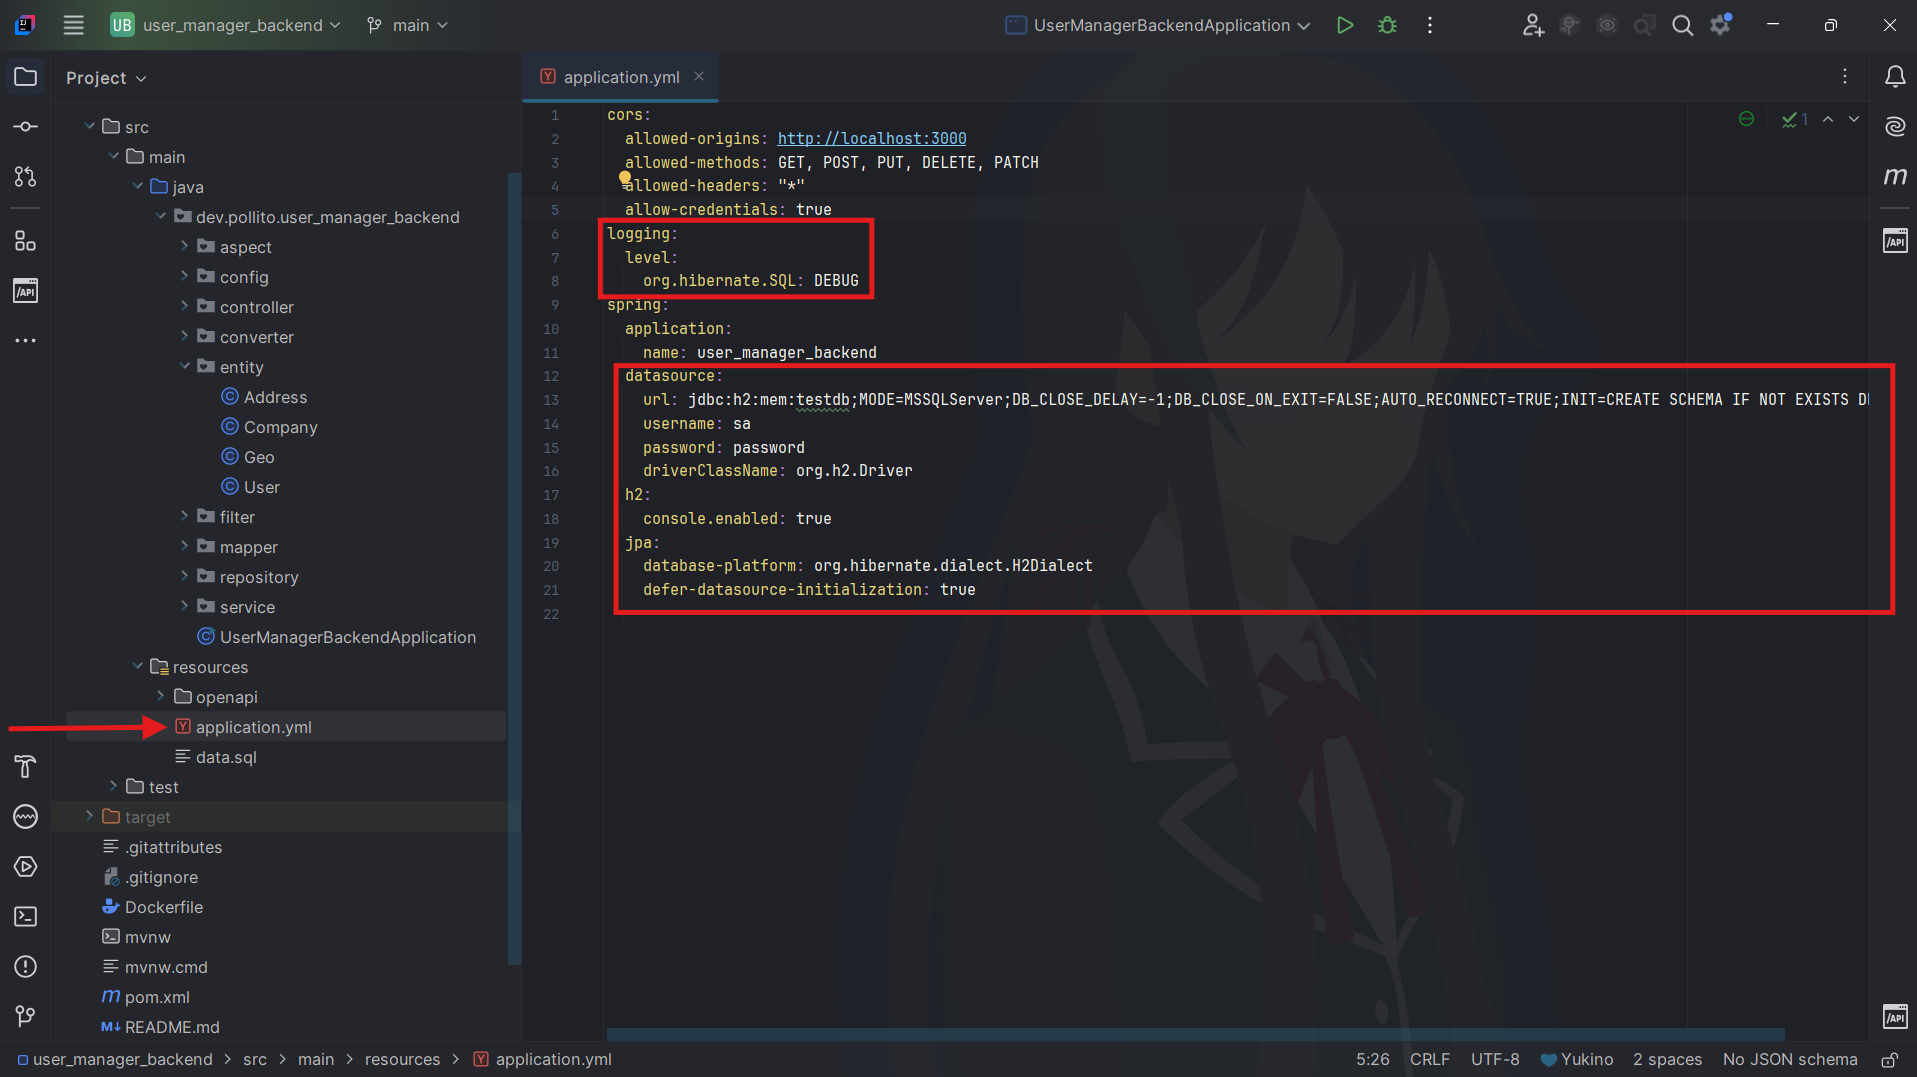 UB user_manager_backend
main
UserManagerBackendApplication
Project
src
main
java
dev.pollito.user_manager_backend
aspect
config
controller
converter
entity
Address
Company
Geo
User
filter
mapper
repository
service
UserManagerBackendApplication
resources
openapi
application.yml
data.sql
test
target
.gitattributes
.gitignore
Dockerfile
mvnw
mvnw.cmd
pom.xml
README.md
application.yml
1 cors:
2 allowed-origins: http://localhost:3000
3 allowed-methods: GET, POST, PUT, DELETE, PATCH
4 allowed-headers: "*"
5 allow-credentials: true
6 logging:
7 level:
8 org.hibernate.SQL: DEBUG
9 spring:
10 application:
11 name: user_manager_backend
12 datasource:
13 url: jdbc:h2:mem:testdb;MODE=MSSQLServer;DB_CLOSE_DELAY=-1;DB_CLOSE_ON_EXIT=FALSE;AUTO_RECONNECT=TRUE;INIT=CREATE SCHEMA IF NOT EXISTS
14 username: sa
15 password: password
16 driverClassName: org.h2.Driver
17 h2:
18 console.enabled: true
19 jpa:
20 database-platform: org.hibernate.dialect.H2Dialect
21 defer-datasource-initialization: true
22
1
user_manager_backend > src > main > resources > application.yml
5:26 CRLF UTF-8 Yukino 2 spaces No JSON schema